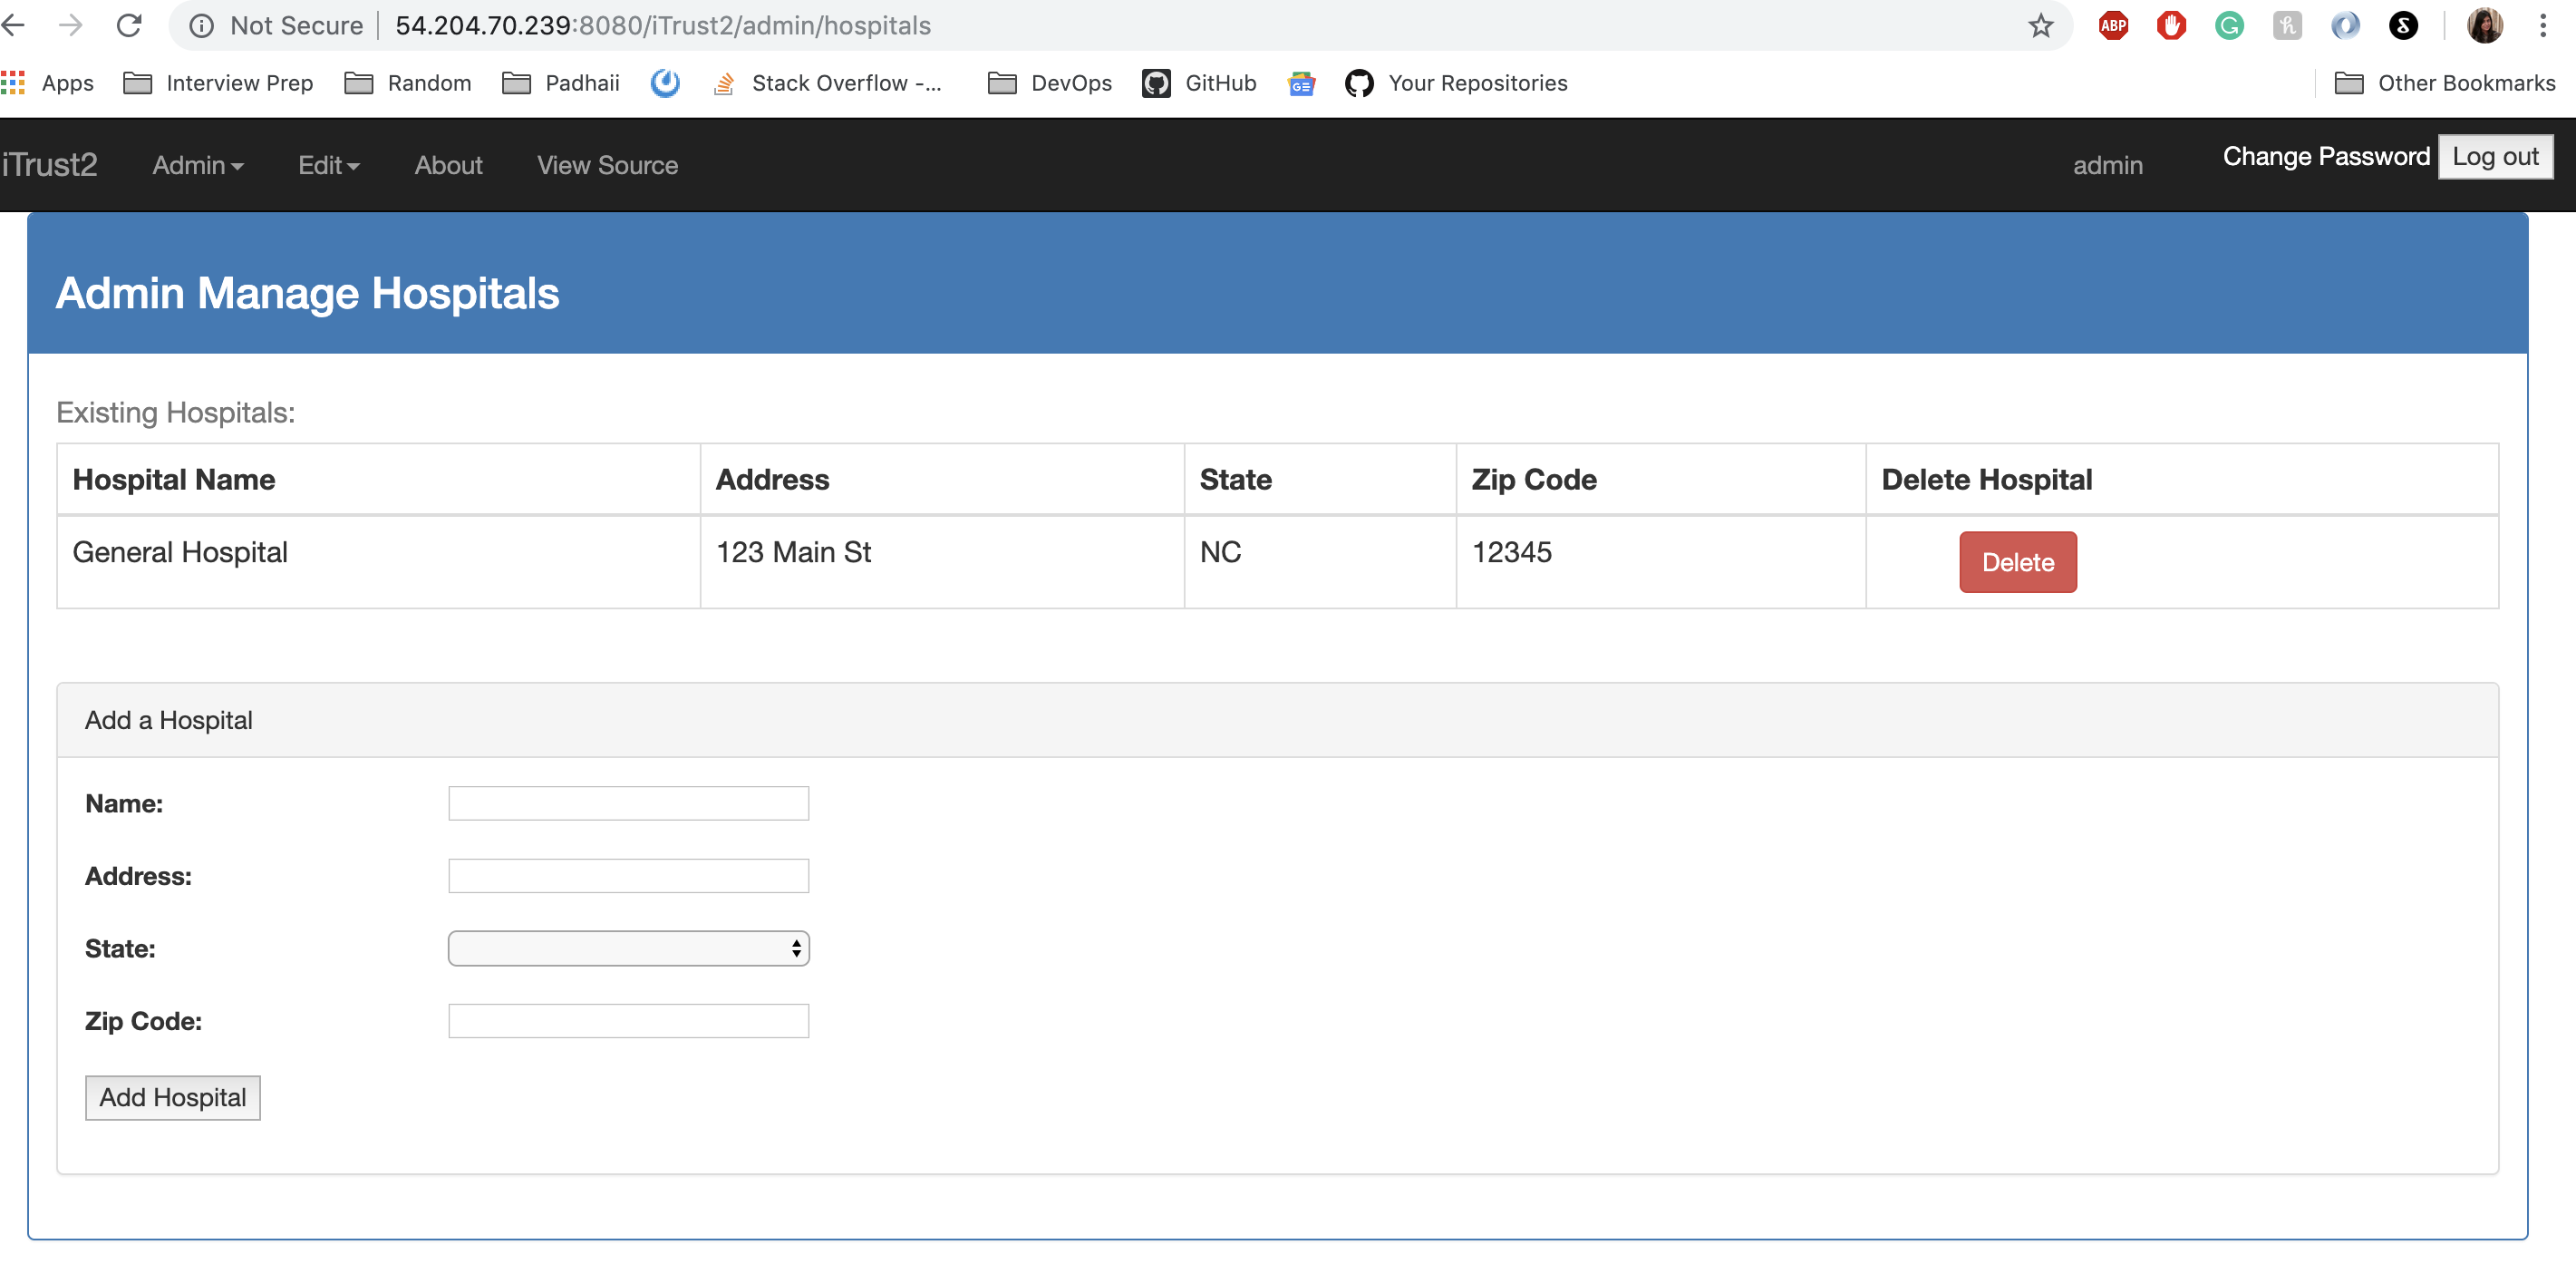 Not Secure 54.204.70.239:8080/iTrust2/admin/hospitals ABP
Apps Interview Prep Random Padhaii Stack Overflow -... DevOps GitHub GE Your Repositories Other Bookmarks
iTrust2 Admin Edit About View Source admin Change Password Log out
Admin Manage Hospitals
Existing Hospitals:
Hospital Name Address State Zip Code Delete Hospital
General Hospital 123 Main St NC 12345 Delete
Add a Hospital
Name:
Address:
State:
Zip Code:
Add Hospital